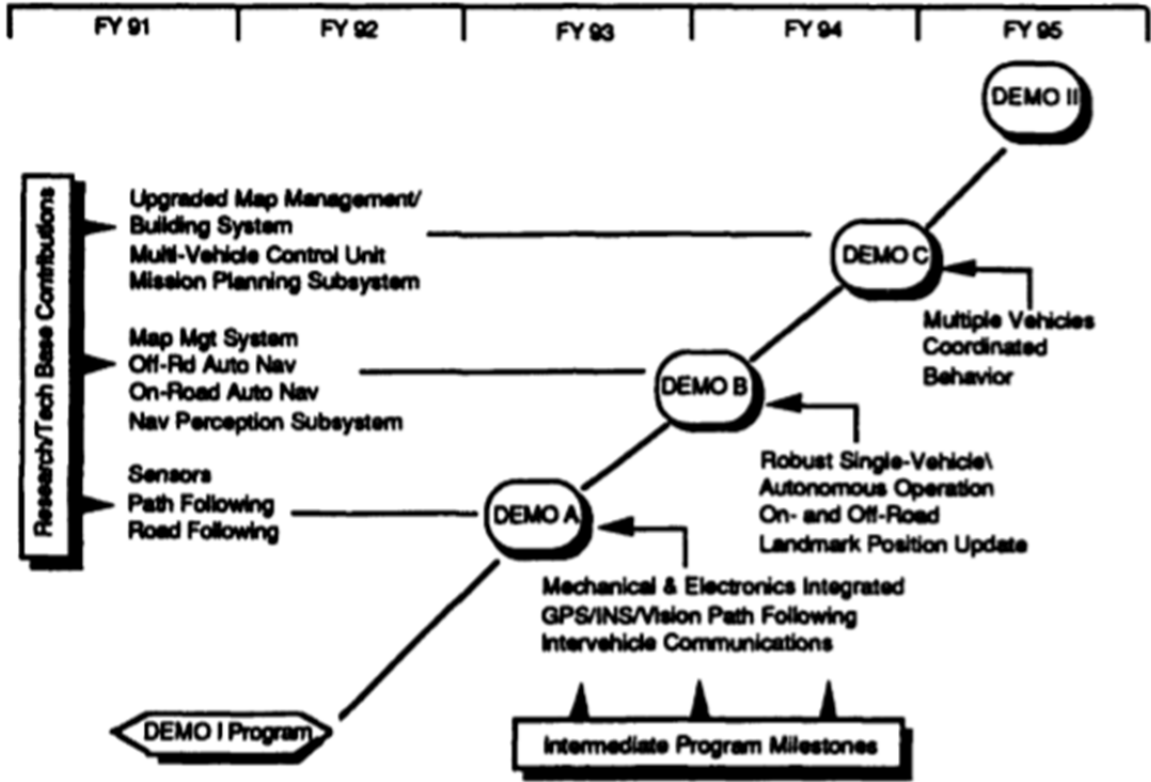 FY 91
FY 92
FY 93
FY 94
FY 95
DEMO II
Research/Tech Base Contributions
Upgraded Map Management/
Building System
Multi-Vehicle Control Unit
Mission Planning Subsystem
DEMO C
Multiple Vehicles
Coordinated
Behavior
Map Mgt System
Off-Rd Auto Nav
On-Road Auto Nav
Nav Perception Subsystem
DEMO B
Robust Single-Vehicle\
Autonomous Operation
On- and Off-Road
Landmark Position Update
Sensors
Path Following
Road Following
DEMO A
Mechanical & Electronics Integrated
GPS/INS/Vision Path Following
Intervehicle Communications
DEMO I Program
Intermediate Program Milestones